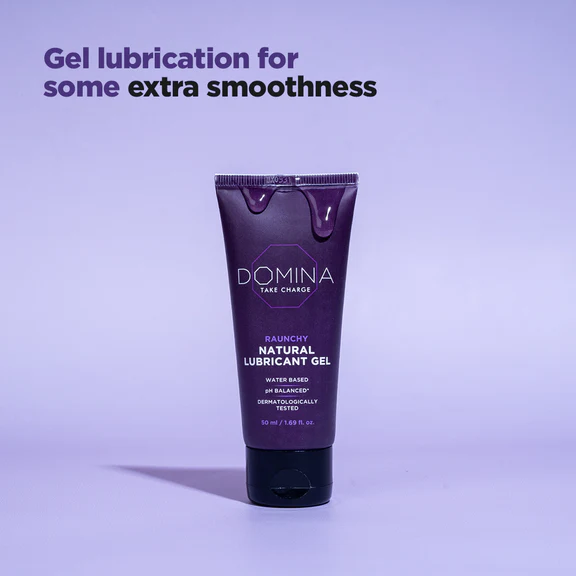 Gel lubrication for
some extra smoothness
DOMINA
TAKE CHARGE
RAUNCHY
NATURAL
LUBRICANT GEL
WATER BASED
pH BALANCED*
DERMATOLOGICALLY
TESTED
50 ml / 1.69 fl. oz.